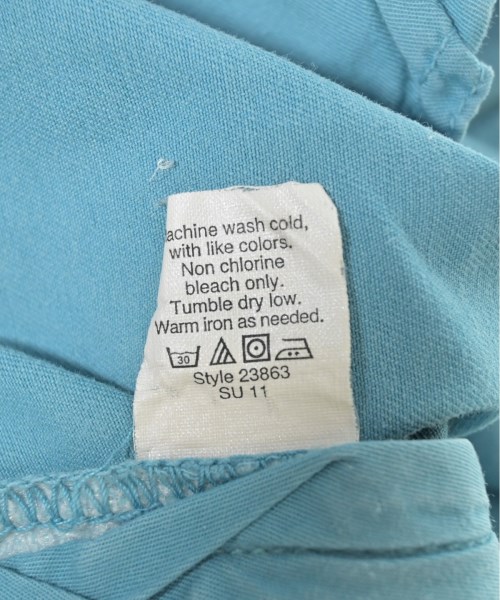 achine wash cold,
with like colors.
Non chlorine
bleach only.
Tumble dry low.
Warm iron as needed.
30
Style 23863
SU 11